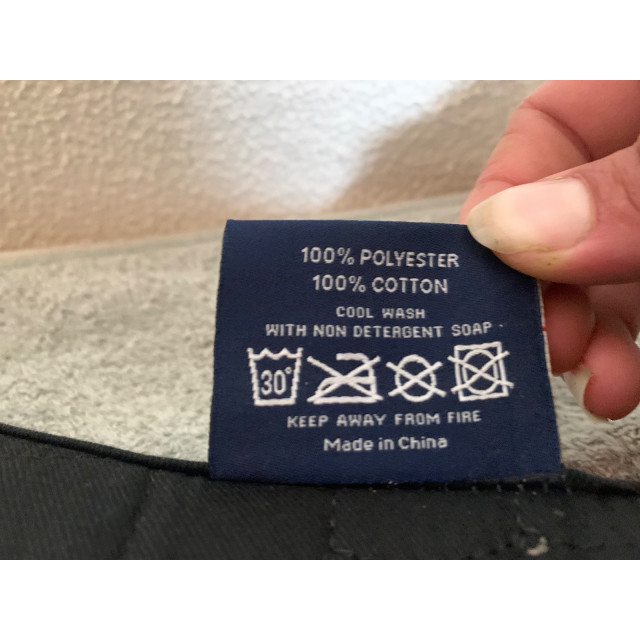 100% POLYESTER
100% COTTON
COOL WASH
WITH NON DETERGENT SOAP
30°
KEEP AWAY FROM FIRE
Made in China